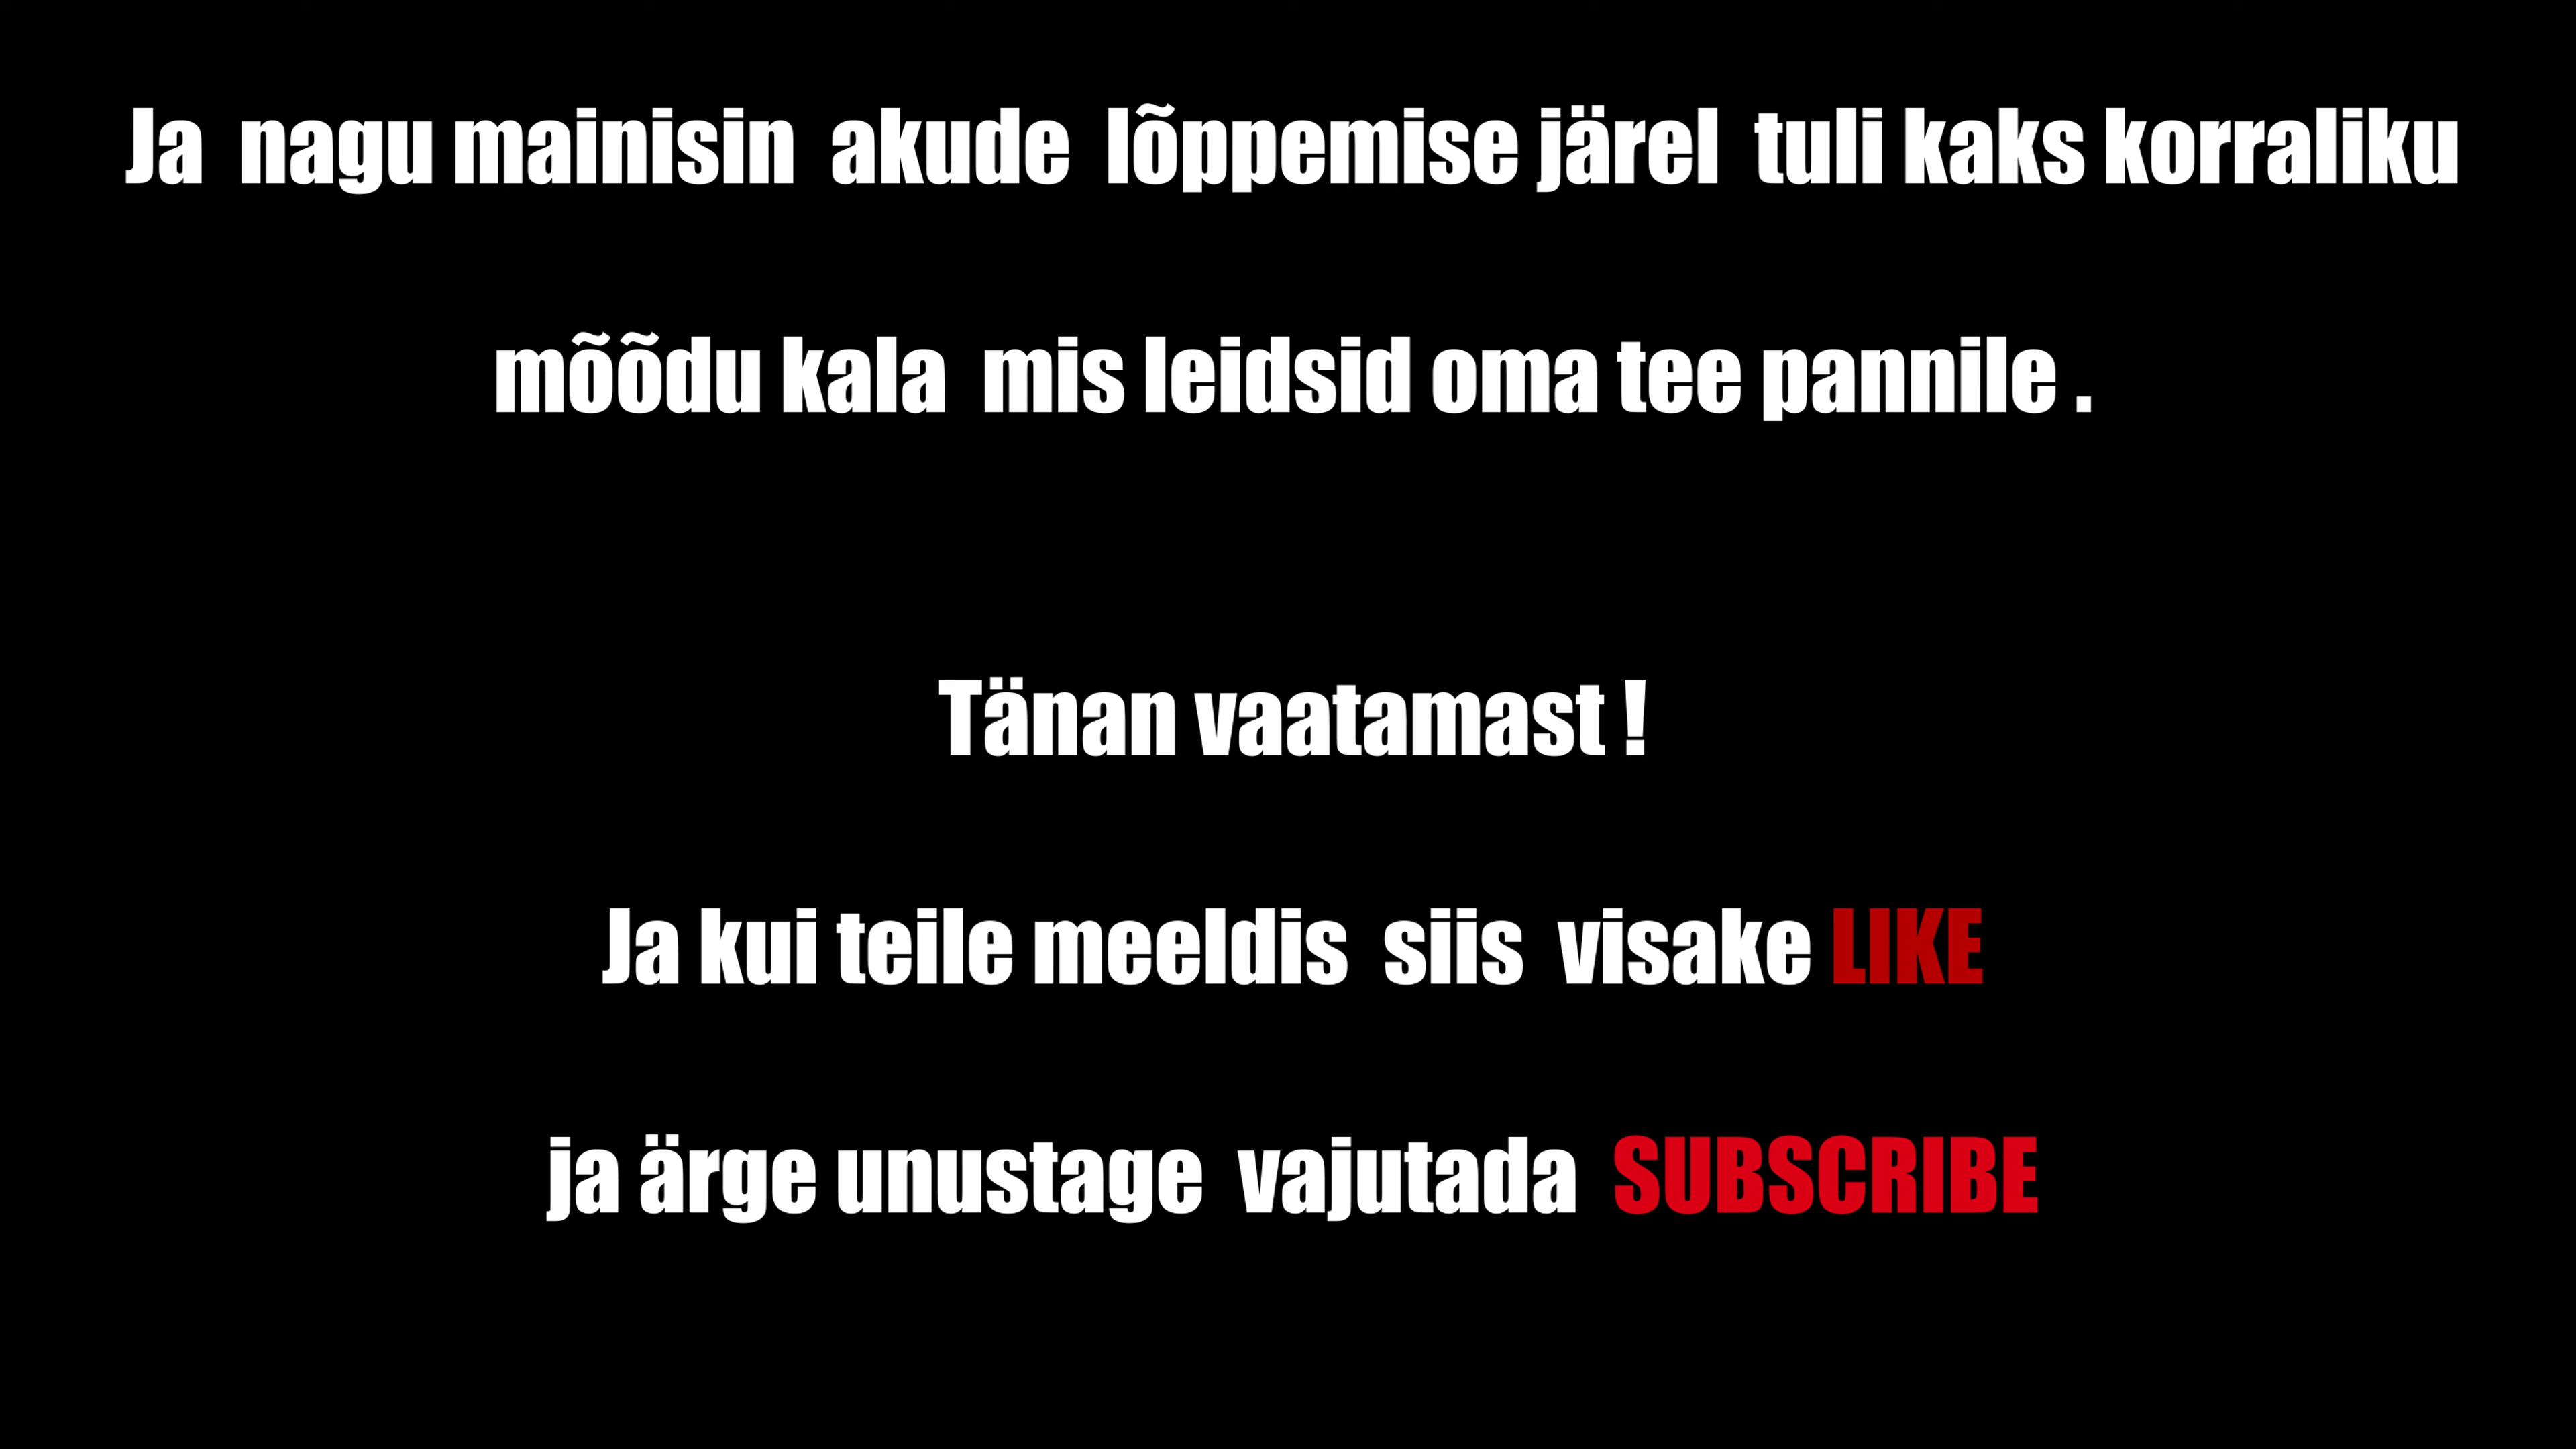 Ja nagu mainisin akude lõppemise järel tuli kaks korraliku
mõõdu kala mis leidsid oma tee pannile .
Tänan vaatamast !
Ja kui teile meeldis siis visake LIKE
ja ärge unustage vajutada SUBSCRIBE